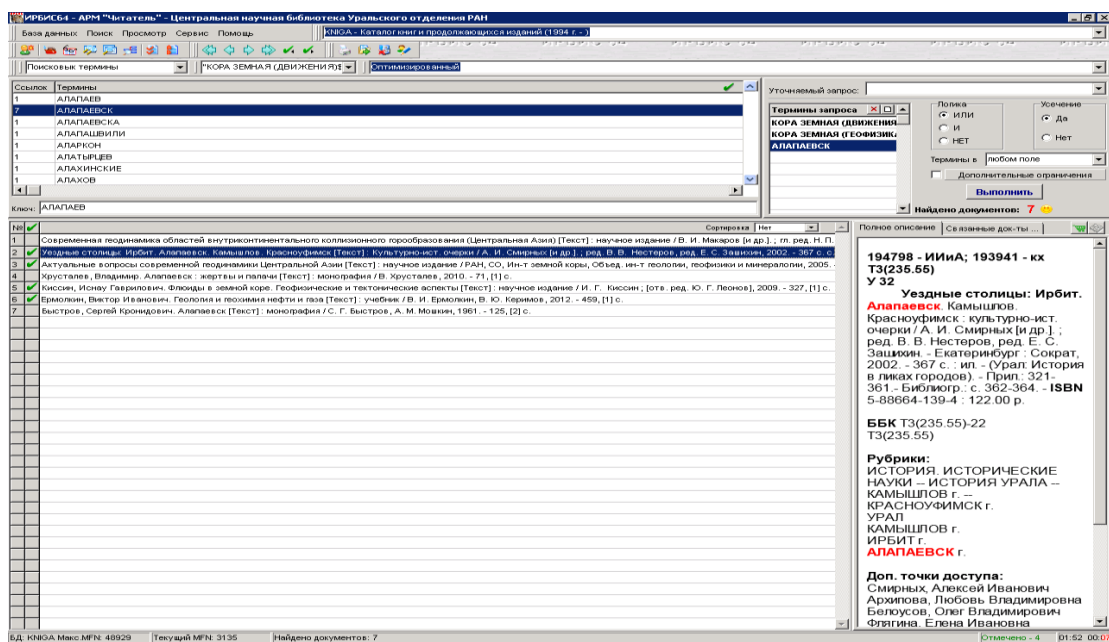 ИРБИС64 - АРМ "Читатель" - Центральная научная библиотека Уральского отделения РАН
База данных Поиск Просмотр Сервис Помощь
KNIGA - Каталог книг и продолжающихся изданий (1994 г. - )
Поисковые термины
"КОРА ЗЕМНАЯ (ДВИЖЕНИЯ)$
Оптимизированный
Ссылок Термины
1 АЛАПАЕВ
7 АЛАПАЕВСК
1 АЛАПАЕВСКА
1 АЛАПАШВИЛИ
1 АЛАРКОН
1 АЛАТЫРЦЕВ
1 АЛАХИНСКИЕ
1 АЛАХОВ
Ключ: АЛАПАЕВ
Уточняемый запрос:
Термины запроса
КОРА ЗЕМНАЯ (ДВИЖЕНИЯ
КОРА ЗЕМНАЯ (ГЕОФИЗИК
АЛАПАЕВСК
Логика
ИЛИ
И
НЕТ
Усечение
Да
Нет
Термины в любом поле
Дополнительные ограничения
Выполнить
Найдено документов: 7
№
Сортировка Нет
1 Современная геодинамика областей внутриконтинентального коллизионного горообразования (Центральная Азия) [Текст] : научное издание / В. И. Макаров [и др.] ; гл. ред. Н. П.
2 Уездные столицы: Ирбит. Алапаевск. Камышлов. Красноуфимск [Текст] : Культурно-ист. очерки / А. И. Смирных [и др.] ; ред. В. В. Нестеров, ред. Е. С. Зашихин, 2002. - 367 с. с.
3 Актуальные вопросы современной геодинамики Центральной Азии [Текст] : научное издание / РАН, СО, Ин-т земной коры, Объед. ин-т геологии, геофизики и минералогии, 2005. -
4 Хрусталев, Владимир. Алапаевск : жертвы и палачи [Текст] : монография / В. Хрусталев, 2010. - 71, [1] с.
5 Киссин, Иснау Гаврилович. Флюиды в земной коре. Геофизические и тектонические аспекты [Текст] : научное издание / И. Г. Киссин ; [отв. ред. Ю. Г. Леонов], 2009. - 327, [1] с.
6 Ермолкин, Виктор Иванович. Геология и геохимия нефти и газа [Текст] : учебник / В. И. Ермолкин, В. Ю. Керимов, 2012. - 459, [1] с.
7 Быстров, Сергей Кронидович. Алапаевск [Текст] : монография / С. Г. Быстров, А. М. Мошкин, 1961. - 125, [2] с.
Полное описание Связанные док-ты ...
194798 - ИИиА; 193941 - кх
Т3(235.55)
У 32
Уездные столицы: Ирбит.
Алапаевск. Камышлов.
Красноуфимск : культурно-ист.
очерки / А. И. Смирных [и др.] ;
ред. В. В. Нестеров, ред. Е. С.
Зашихин. - Екатеринбург : Сократ,
2002. - 367 с. : ил. - (Урал: История
в ликах городов). - Прил.: 321-
361.- Библиогр.: с. 362-364. - ISBN
5-88664-139-4 : 122.00 р.
ББК Т3(235.55)-22
Т3(235.55)
Рубрики:
ИСТОРИЯ. ИСТОРИЧЕСКИЕ
НАУКИ -- ИСТОРИЯ УРАЛА --
КАМЫШЛОВ г. --
КРАСНОУФИМСК г.
УРАЛ
КАМЫШЛОВ г.
ИРБИТ г.
АЛАПАЕВСК г.
Доп. точки доступа:
Смирных, Алексей Иванович
Архипова, Любовь Владимировна
Белоусов, Олег Владимирович
Флягина, Елена Ивановна
БД: KNIGA Макс.MFN: 48929 Текущий MFN: 3135 Найдено документов: 7 Отмечено - 4 01:52 00:0